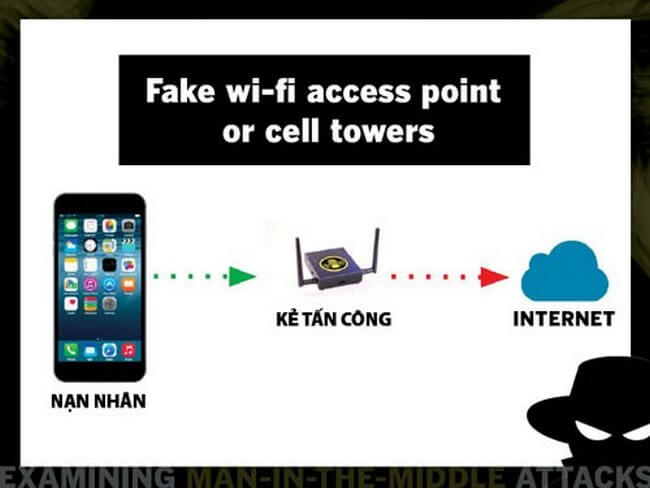 Fake wi-fi access point
or cell towers
NẠN NHÂN
KẺ TẤN CÔNG
INTERNET
EXAMINING MAN-IN-THE-MIDDLE ATTACKS